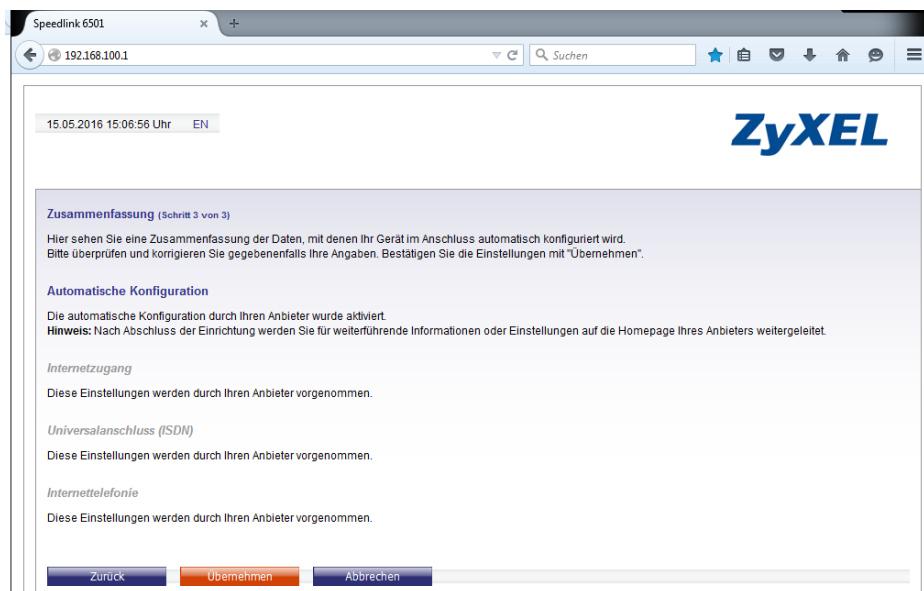 Speedlink 6501
192.168.100.1
Suchen
15.05.2016 15:06:56 Uhr EN
ZyXEL
Zusammenfassung (Schritt 3 von 3)
Hier sehen Sie eine Zusammenfassung der Daten, mit denen Ihr Gerät im Anschluss automatisch konfiguriert wird.
Bitte überprüfen und korrigieren Sie gegebenenfalls Ihre Angaben. Bestätigen Sie die Einstellungen mit "Übernehmen".
Automatische Konfiguration
Die automatische Konfiguration durch Ihren Anbieter wurde aktiviert.
Hinweis: Nach Abschluss der Einrichtung werden Sie für weiterführende Informationen oder Einstellungen auf die Homepage Ihres Anbieters weitergeleitet.
Internetzugang
Diese Einstellungen werden durch Ihren Anbieter vorgenommen.
Universalanschluss (ISDN)
Diese Einstellungen werden durch Ihren Anbieter vorgenommen.
Internettelefonie
Diese Einstellungen werden durch Ihren Anbieter vorgenommen.
Zurück Übernehmen Abbrechen